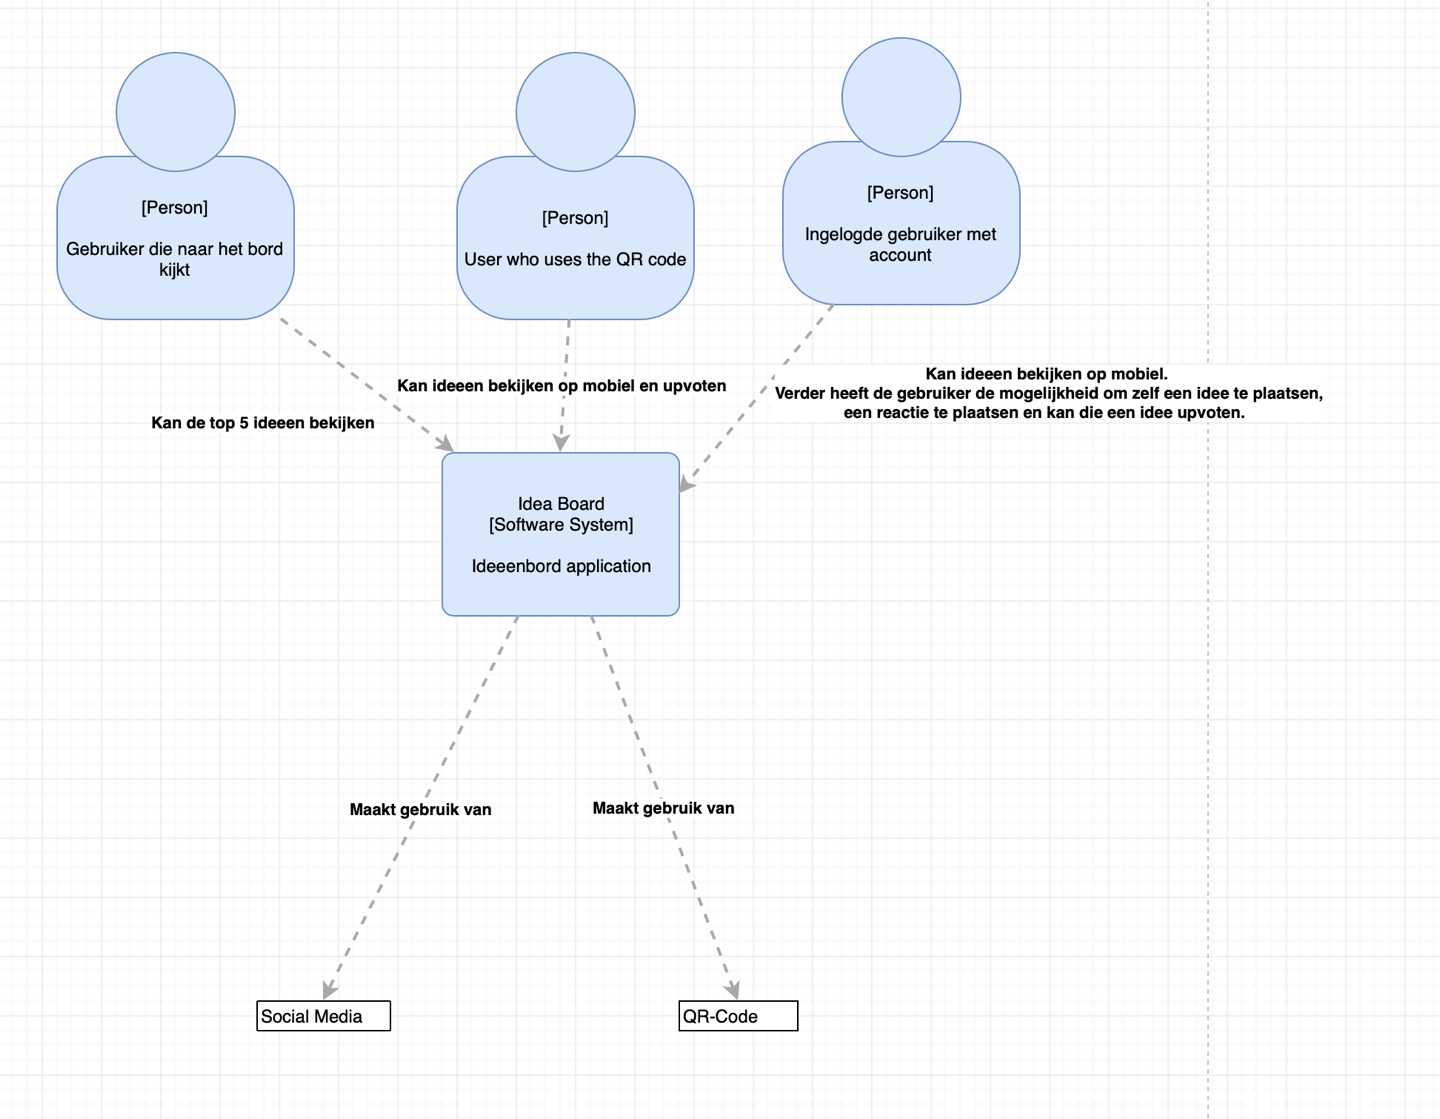 [Person]
Gebruiker die naar het bord
kijkt
[Person]
User who uses the QR code
[Person]
Ingelogde gebruiker met
account
Kan de top 5 ideeen bekijken
Kan ideeen bekijken op mobiel en upvoten
Kan ideeen bekijken op mobiel.
Verder heeft de gebruiker de mogelijkheid om zelf een idee te plaatsen,
een reactie te plaatsen en kan die een idee upvoten.
Idea Board
[Software System]
Ideeenbord application
Maakt gebruik van
Maakt gebruik van
Social Media
QR-Code